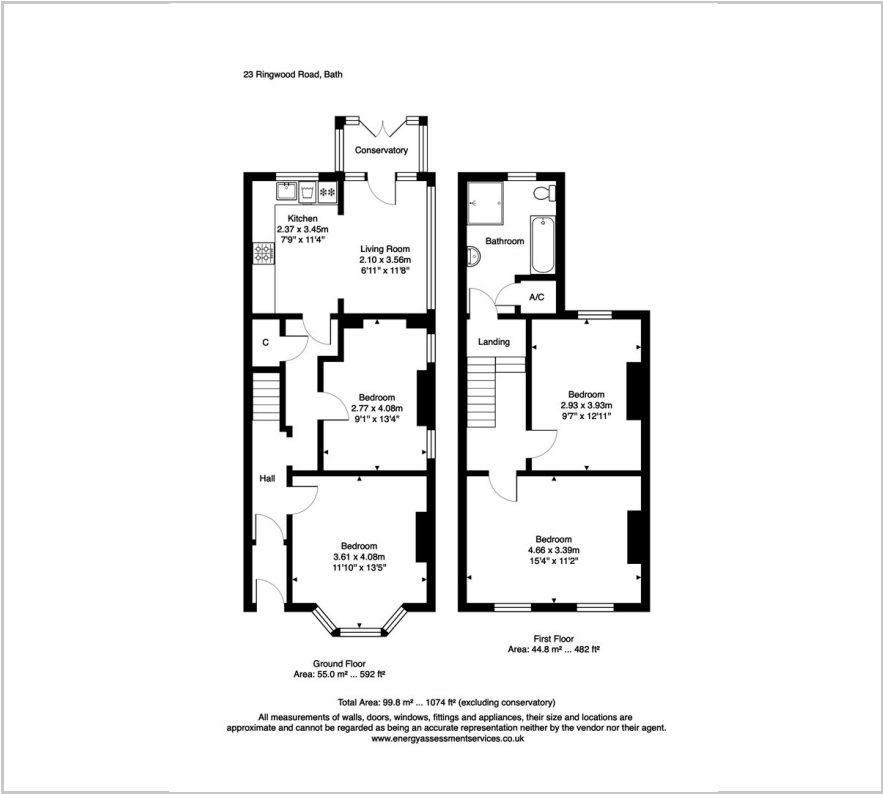 23 Ringwood Road, Bath
Conservatory
Kitchen
2.37 x 3.45m
7'9" x 11'4"
Living Room
2.10 x 3.56m
6'11" x 11'8"
C
Bedroom
2.77 x 4.08m
9'1" x 13'4"
Hall
Bedroom
3.61 x 4.08m
11'10" x 13'5"
Ground Floor
Area: 55.0 m² ... 592 ft²
Bathroom
A/C
Landing
Bedroom
2.93 x 3.93m
9'7" x 12'11"
Bedroom
4.66 x 3.39m
15'4" x 11'2"
First Floor
Area: 44.8 m² ... 482 ft²
Total Area: 99.8 m² ... 1074 ft² (excluding conservatory)
All measurements of walls, doors, windows, fittings and appliances, their size and locations are
approximate and cannot be regarded as being an accurate representation neither by the vendor nor their agent.
www.energyassessmentservices.co.uk